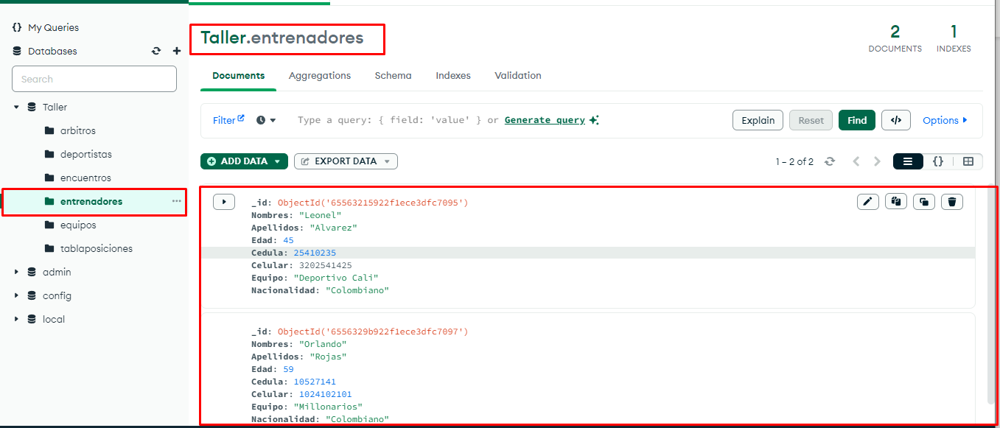 My Queries
Databases
Search
Taller
arbitros
deportistas
encuentros
entrenadores
equipos
tablaposiciones
admin
config
local
Taller.entrenadores
2
DOCUMENTS
1
INDEXES
Documents Aggregations Schema Indexes Validation
Filter Type a query: { field: 'value' } or Generate query Explain Reset Find </> Options
ADD DATA EXPORT DATA 1 – 2 of 2 {}
_id: ObjectId('65563215922f1ece3dfc7095')
Nombres: "Leonel"
Apellidos: "Alvarez"
Edad: 45
Cedula: 25410235
Celular: 3202541425
Equipo: "Deportivo Cali"
Nacionalidad: "Colombiano"
_id: ObjectId('6556329b922f1ece3dfc7097')
Nombres: "Orlando"
Apellidos: "Rojas"
Edad: 59
Cedula: 10527141
Celular: 1024102101
Equipo: "Millonarios"
Nacionalidad: "Colombiano"